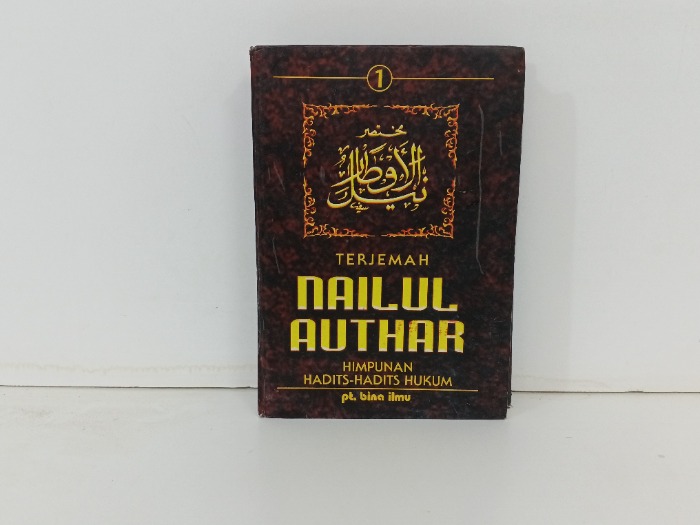 1
مختصر
نيل الأوطار
TERJEMAH
NAILUL
AUTHAR
HIMPUNAN
HADITS-HADITS HUKUM
pt. bina ilmu